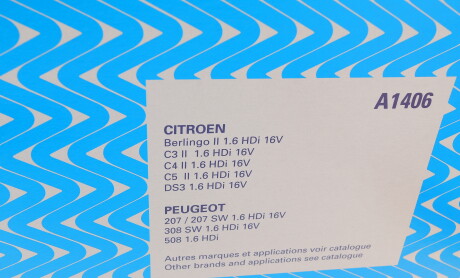 A1406
CITROEN
Berlingo II 1.6 HDi 16V
C3 II 1.6 HDi 16V
C4 II 1.6 HDi 16V
C5 II 1.6 HDi 16V
DS3 1.6 HDi 16V
PEUGEOT
207 / 207 SW 1.6 HDi 16V
308 SW 1.6 HDi 16V
508 1.6 HDi
Autres marques et applications voir catalogue
Other brands and applications see catalogue